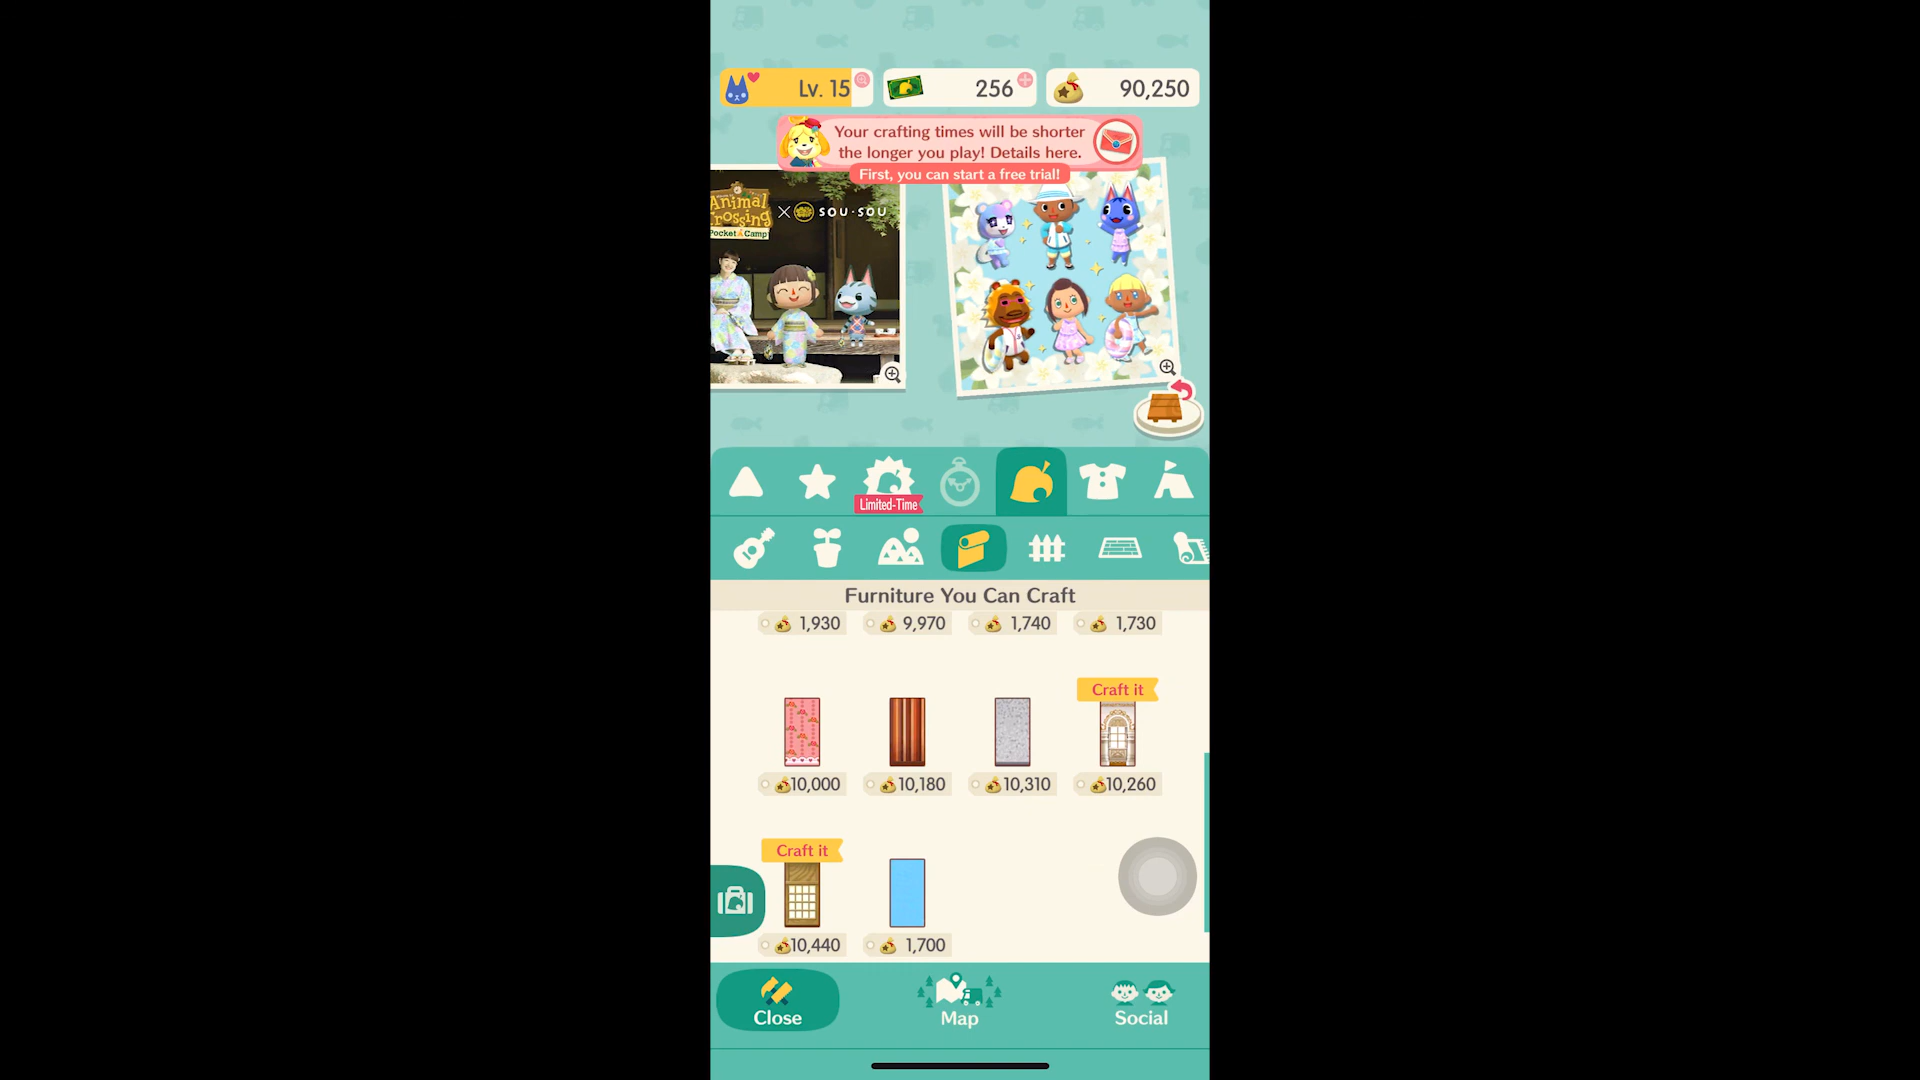 Lv. 15
256
90,250
Your crafting times will be shorter
the longer you play! Details here.
First, you can start a free trial!
Animal
Crossing
Pocket Camp
× SOU·SOU
Limited-Time
Furniture You Can Craft
1,930
9,970
1,740
1,730
Craft it
10,000
10,180
10,310
10,260
Craft it
10,440
1,700
Close
Map
Social